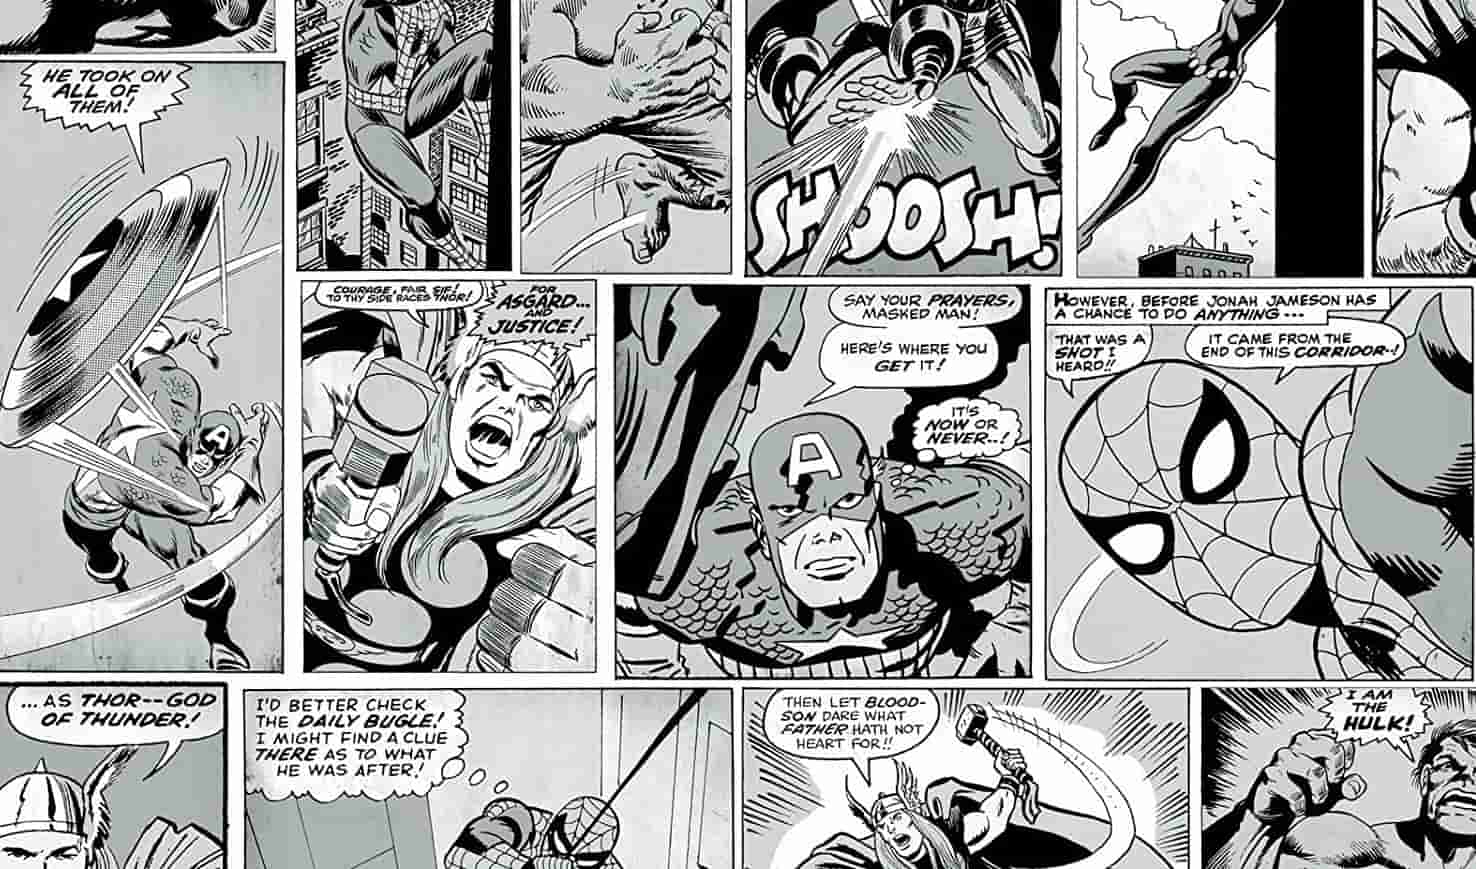 HE TOOK ON
ALL OF
THEM!
SHOOSH!
COURAGE, FAIR SIF!
TO THY SIDE RACES THOR!
FOR
ASGARD...
AND
JUSTICE!
SAY YOUR PRAYERS,
MASKED MAN!
HERE'S WHERE YOU
GET IT!
IT'S
NOW OR
NEVER..!
A
HOWEVER, BEFORE JONAH JAMESON HAS
A CHANCE TO DO ANYTHING---
THAT WAS A
SHOT I
HEARD!!
IT CAME FROM THE
END OF THIS CORRIDOR--!
A
...AS THOR--GOD
OF THUNDER!
I'D BETTER CHECK
THE DAILY BUGLE!
I MIGHT FIND A CLUE
THERE AS TO WHAT
HE WAS AFTER!
THEN LET BLOOD-
SON DARE WHAT
FATHER HATH NOT
HEART FOR!!
I AM
THE
HULK!